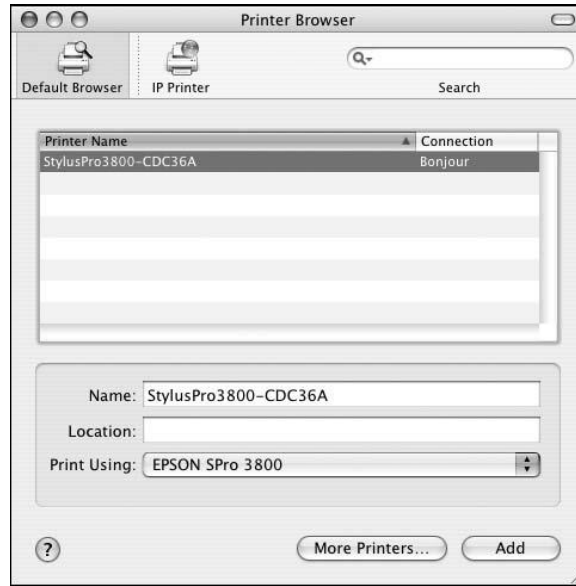 Printer Browser
Default Browser
IP Printer
Search
Printer Name
Connection
StylusPro3800-CDC36A
Bonjour
Name: StylusPro3800-CDC36A
Location:
Print Using: EPSON SPro 3800
?
More Printers...
Add